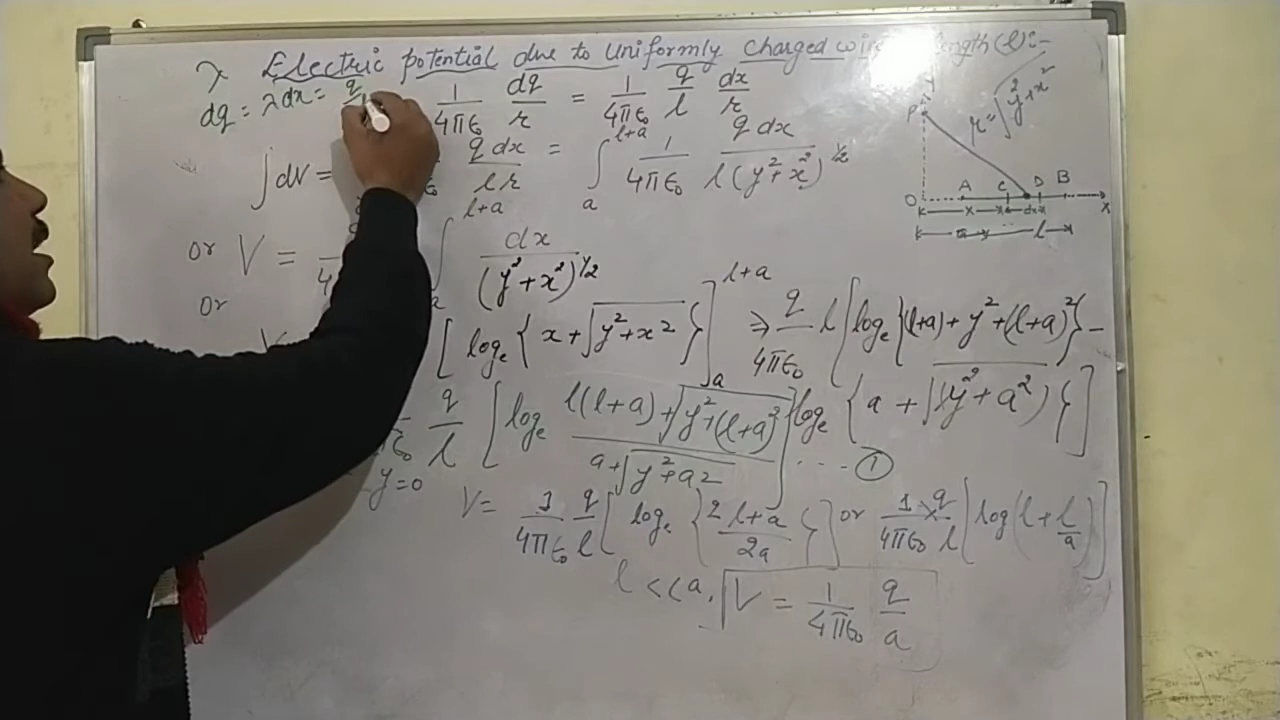 λ Electric potential due to Uniformly charged wire length (l):-
dq = λdx = q 1/4πϵ₀ dq/r = 1/4πϵ₀ q/l dx/r
∫dV = q dx/l r = ∫ₐ^{l+a} 1/4πϵ₀ q dx/l(y²+x²)^{1/2}
or V = ∫ₐ^{l+a} dx/(y²+x²)^{1/2}
or
[logₑ{x+√y²+x²}]ₐ^{l+a} ⇒ q/4πϵ₀ l [logₑ{(l+a)+y²+(l+a)²}-
logₑ{a+√(y²+a²)}]
q/l [logₑ l(l+a)+√y²+(l+a)²/a+√y²+a2] ---①
y=0 V= 1/4πϵ₀ q/l [logₑ{2l+a/2a}] or 1/4πϵ₀ × q/l [log(l+l/a)]
l<<a, V = 1/4πϵ₀ q/a
Y
P
r=√y²+x²
O A C D B X
x dx
a l